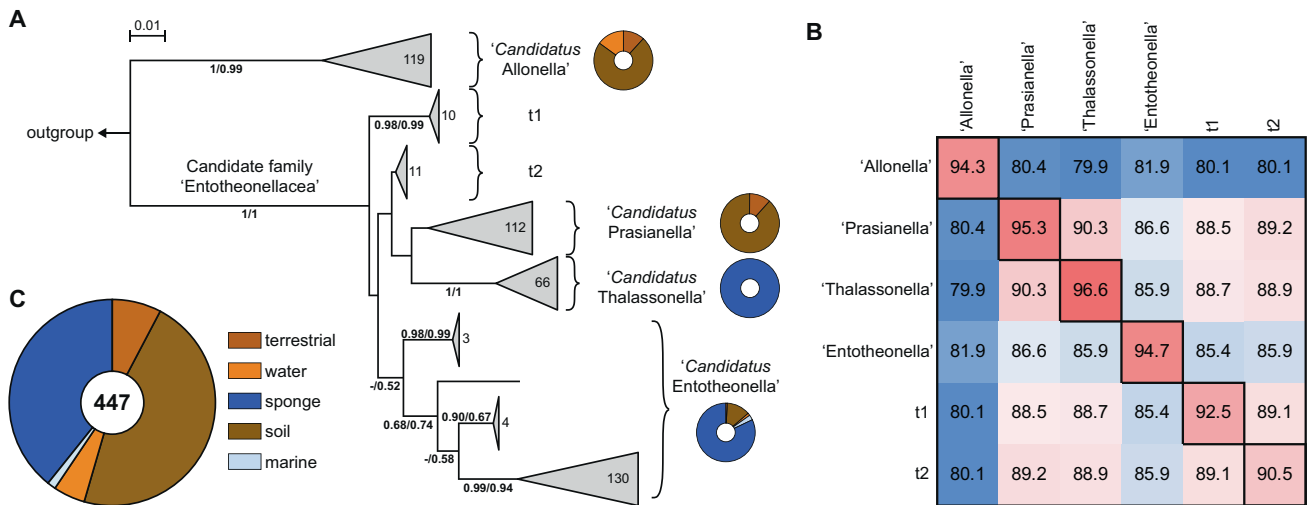 A
0.01
119
1/0.99
‘Candidatus
Allonella’
10
0.98/0.99
t1
outgroup
Candidate family
‘Entotheonellacea’
1/1
11
t2
112
‘Candidatus
Prasianella’
66
1/1
‘Candidatus
Thalassonella’
0.98/0.99
3
-/0.52
‘Candidatus
Entotheonella’
0.90/0.67
4
0.68/0.74
-/0.58
130
0.99/0.94
B
‘Allonella’
‘Prasianella’
‘Thalassonella’
‘Entotheonella’
t1
t2
‘Allonella’ 94.3 80.4 79.9 81.9 80.1 80.1
‘Prasianella’ 80.4 95.3 90.3 86.6 88.5 89.2
‘Thalassonella’ 79.9 90.3 96.6 85.9 88.7 88.9
‘Entotheonella’ 81.9 86.6 85.9 94.7 85.4 85.9
t1 80.1 88.5 88.7 85.4 92.5 89.1
t2 80.1 89.2 88.9 85.9 89.1 90.5
C
447
terrestrial
water
sponge
soil
marine